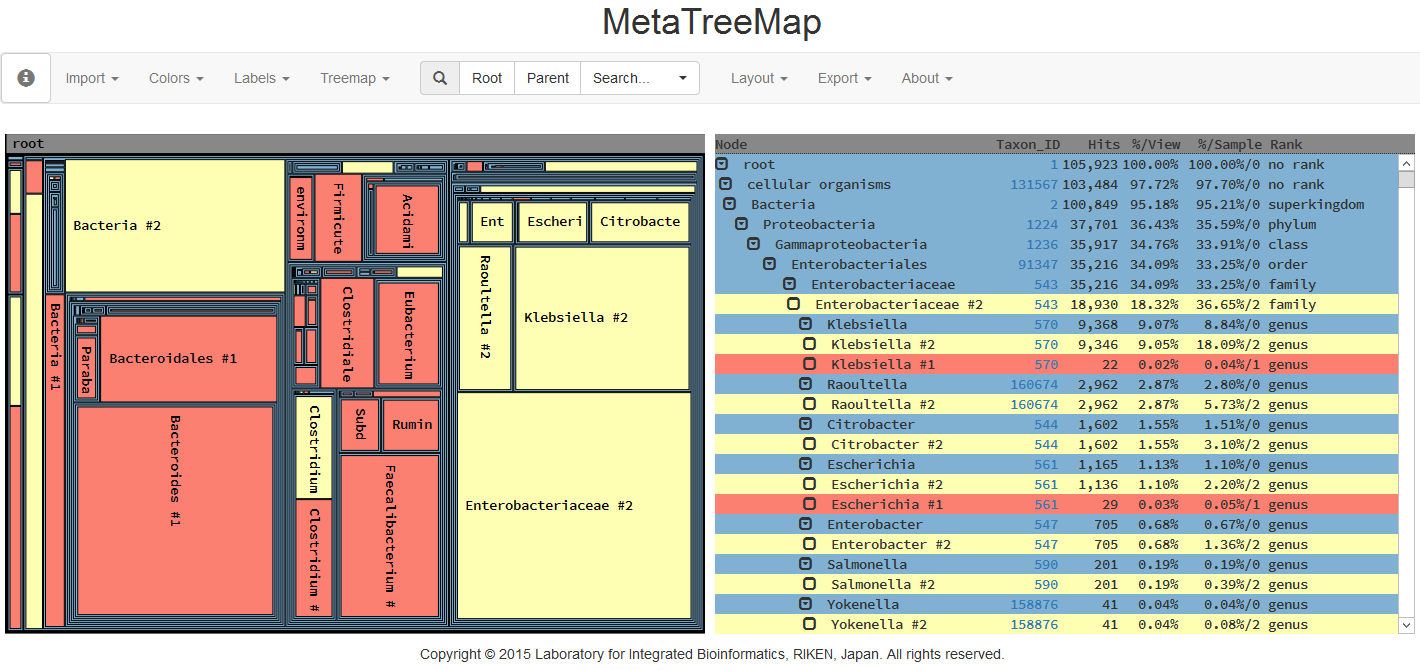 MetaTreeMap
Import Colors Labels Treemap Root Parent Search... Layout Export About
root
Bacteria #2
Bacteria #1
Paraba
Bacteroidales #1
Bacteroides #1
environm
Firmicute
Acidami
Clostridiale
Eubacterium
Clostridium
Clostridium #
Subd
Rumin
Faecalibacterium #
Ent
Escheri
Citrobacte
Raoultella #2
Klebsiella #2
Enterobacteriaceae #2
Node Taxon_ID Hits %/View %/Sample Rank
root 1 105,923 100.00% 100.00%/0 no rank
cellular organisms 131567 103,484 97.72% 97.70%/0 no rank
Bacteria 2 100,849 95.18% 95.21%/0 superkingdom
Proteobacteria 1224 37,701 36.43% 35.59%/0 phylum
Gammaproteobacteria 1236 35,917 34.76% 33.91%/0 class
Enterobacteriales 91347 35,216 34.09% 33.25%/0 order
Enterobacteriaceae 543 35,216 34.09% 33.25%/0 family
Enterobacteriaceae #2 543 18,930 18.32% 36.65%/2 family
Klebsiella 570 9,368 9.07% 8.84%/0 genus
Klebsiella #2 570 9,346 9.05% 18.09%/2 genus
Klebsiella #1 570 22 0.02% 0.04%/1 genus
Raoultella 160674 2,962 2.87% 2.80%/0 genus
Raoultella #2 160674 2,962 2.87% 5.73%/2 genus
Citrobacter 544 1,602 1.55% 1.51%/0 genus
Citrobacter #2 544 1,602 1.55% 3.10%/2 genus
Escherichia 561 1,165 1.13% 1.10%/0 genus
Escherichia #2 561 1,136 1.10% 2.20%/2 genus
Escherichia #1 561 29 0.03% 0.05%/1 genus
Enterobacter 547 705 0.68% 0.67%/0 genus
Enterobacter #2 547 705 0.68% 1.36%/2 genus
Salmonella 590 201 0.19% 0.19%/0 genus
Salmonella #2 590 201 0.19% 0.39%/2 genus
Yokenella 158876 41 0.04% 0.04%/0 genus
Yokenella #2 158876 41 0.04% 0.08%/2 genus
Copyright © 2015 Laboratory for Integrated Bioinformatics, RIKEN, Japan. All rights reserved.